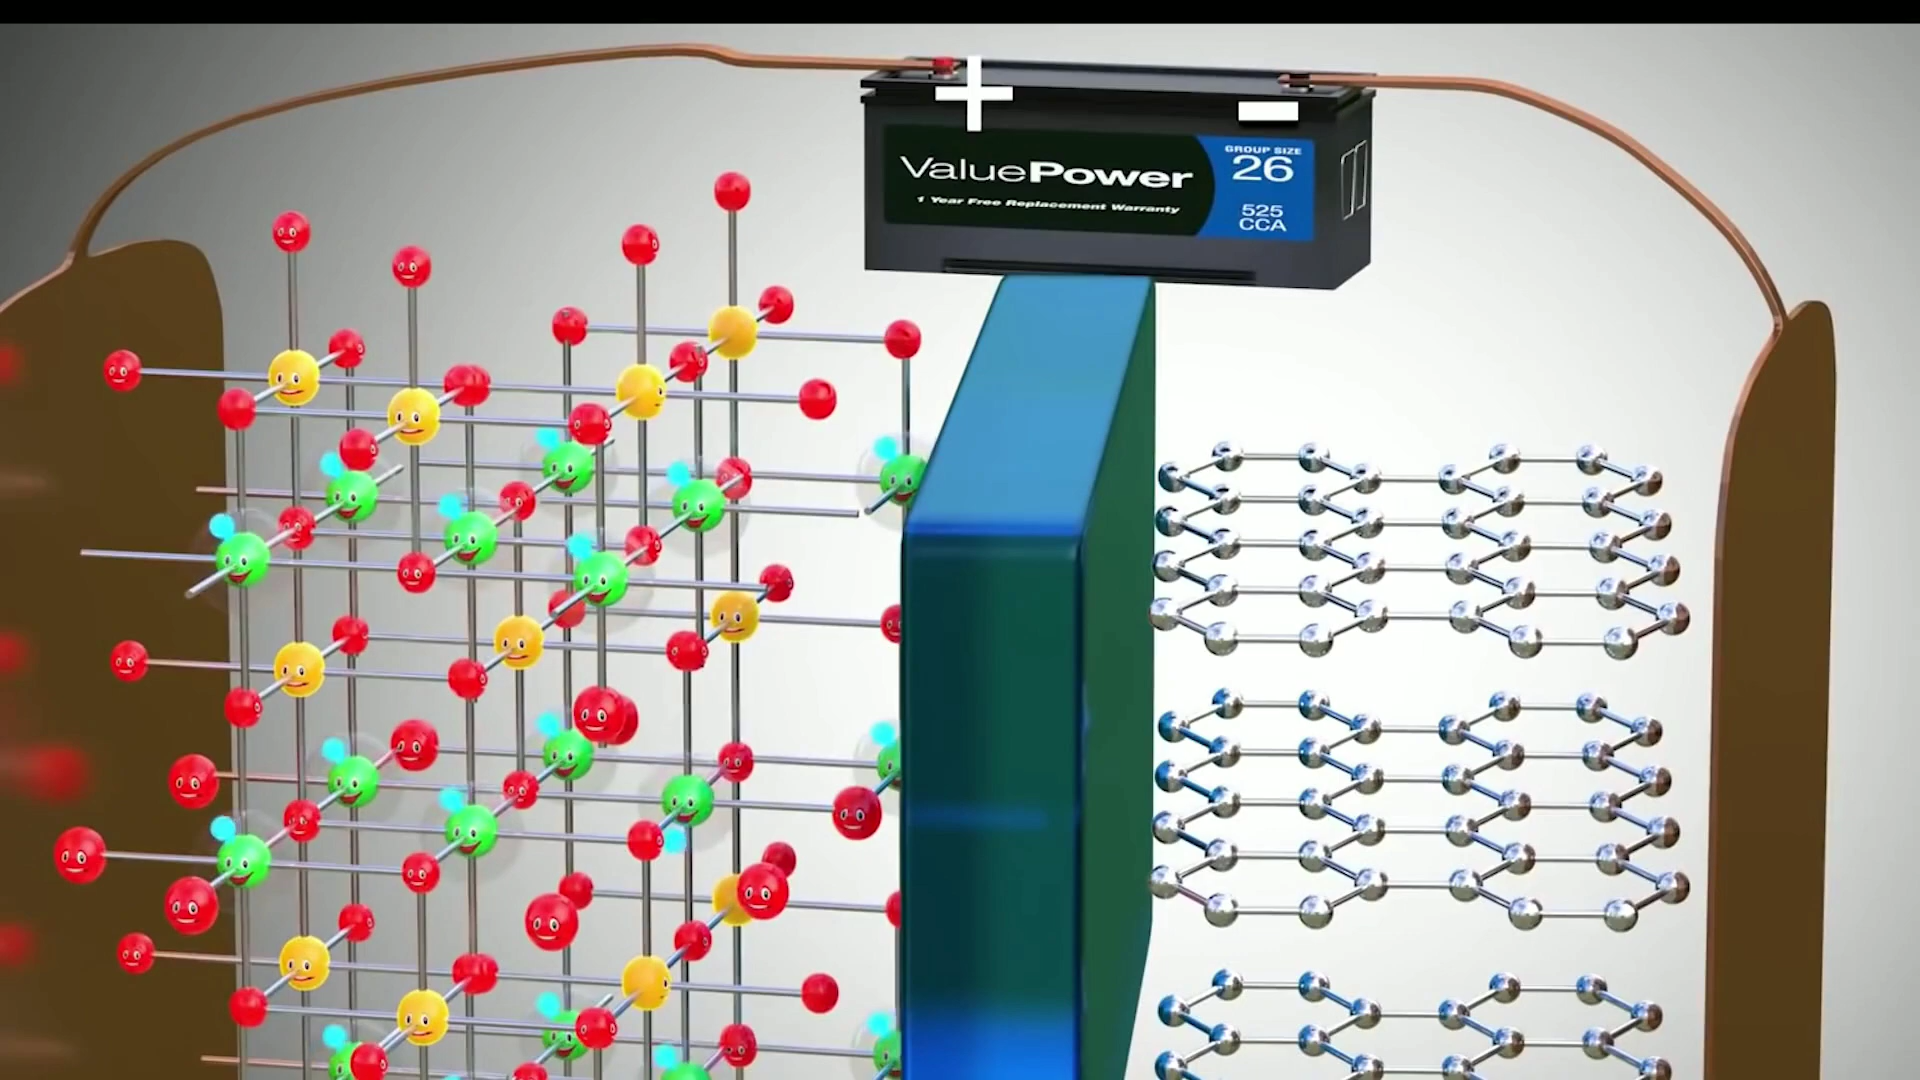 +
-
ValuePower
1 Year Free Replacement Warranty
GROUP SIZE
26
525
CCA